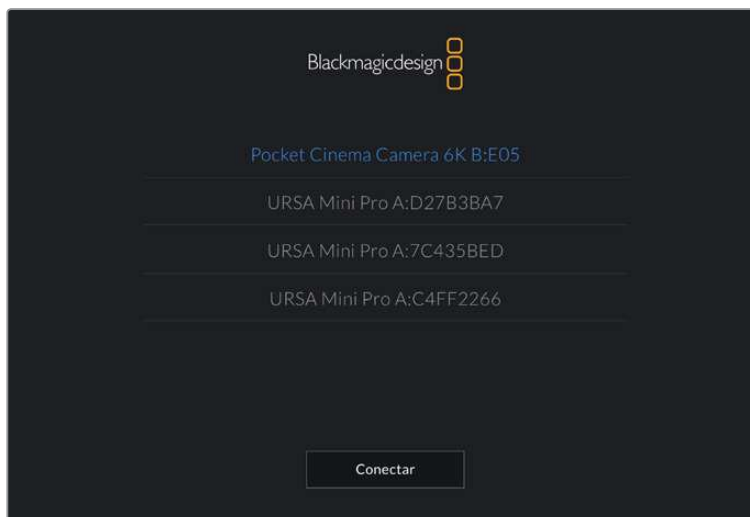 Blackmagicdesign
Pocket Cinema Camera 6K B:E05
URSA Mini Pro A:D27B3BA7
URSA Mini Pro A:7C435BED
URSA Mini Pro A:C4FF2266
Conectar